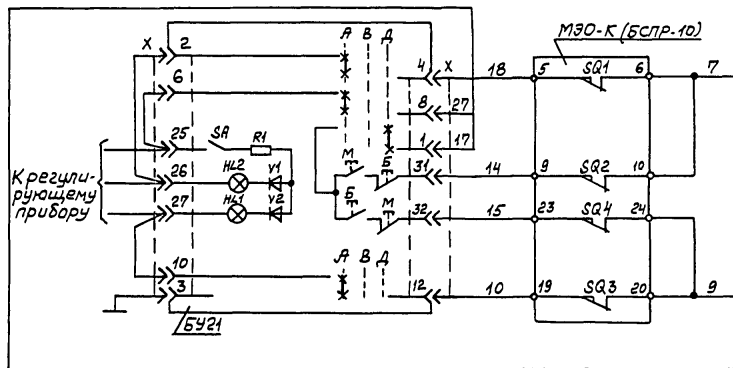 МЭО-К (БСПР-10)
X 2 А В Д 4 X 18 5 SQ1 6 7
6 8 27
25 SA R1 1 17
26 HL2 V1 М Б 31 14 9 SQ2 10
К регули-
рующему
прибору
27 HL1 V2 Б М 32 15 23 SQ4 24
10 А В Д 12 10 19 SQ3 20 9
3
БУ21